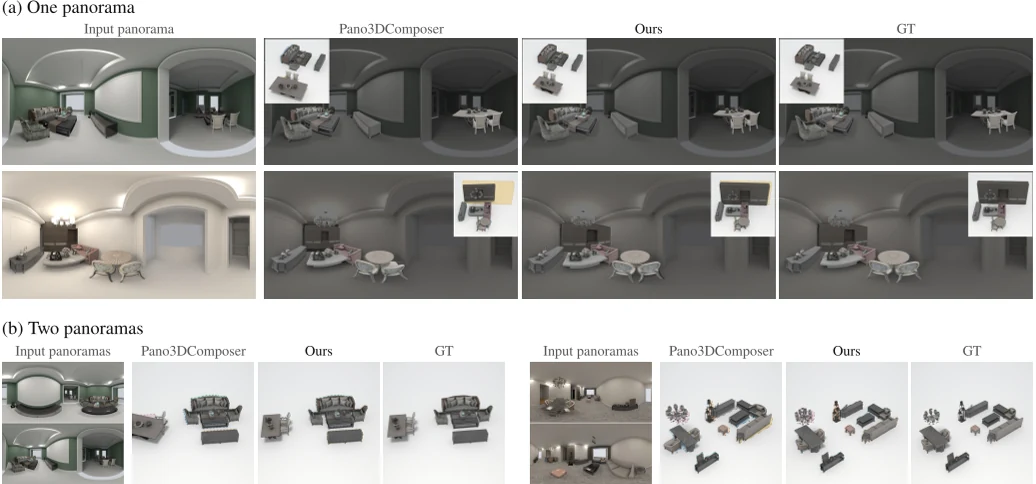 (a) One panorama
Input panorama Pano3DComposer Ours GT
(b) Two panoramas
Input panoramas Pano3DComposer Ours GT Input panoramas Pano3DComposer Ours GT